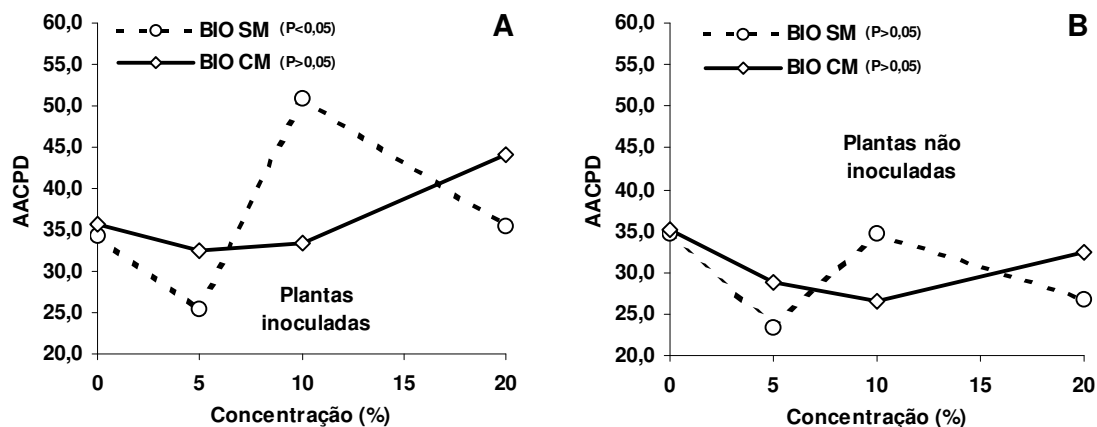 A
BIO SM (P<0,05)
BIO CM (P>0,05)
60,0
55,0
50,0
45,0
40,0
35,0
30,0
25,0
20,0
AACPD
Plantas
inoculadas
0 5 10 15 20
Concentração (%)
B
BIO SM (P>0,05)
BIO CM (P>0,05)
60,0
55,0
50,0
45,0
40,0
35,0
30,0
25,0
20,0
AACPD
Plantas não
inoculadas
0 5 10 15 20
Concentração (%)